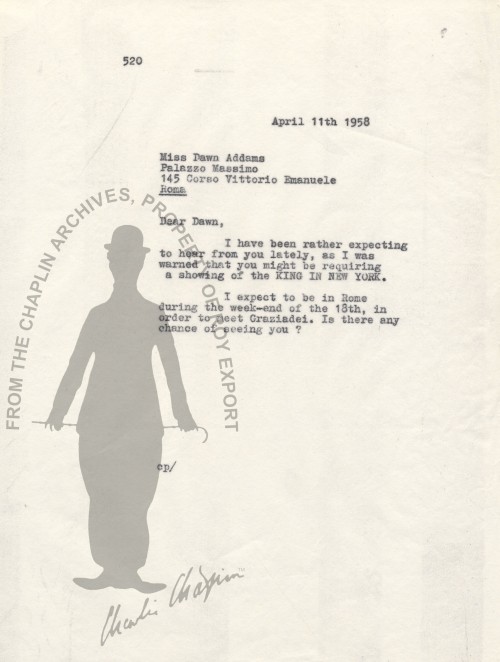 520
April 11th 1958
Miss Dawn Addams
Palazzo Massimo
145 Corso Vittorio Emanuele
Roma
Dear Dawn,
I have been rather expecting
to hear from you lately, as I was
warned that you might be requiring
a showing of the KING IN NEW YORK.
I expect to be in Rome
during the week-end of the 18th, in
order to meet Graziadei. Is there any
chance of seeing you ?
cp/
FROM THE CHAPLIN ARCHIVES, PROPERTY OF ROY EXPORT
Charlie Chaplin™